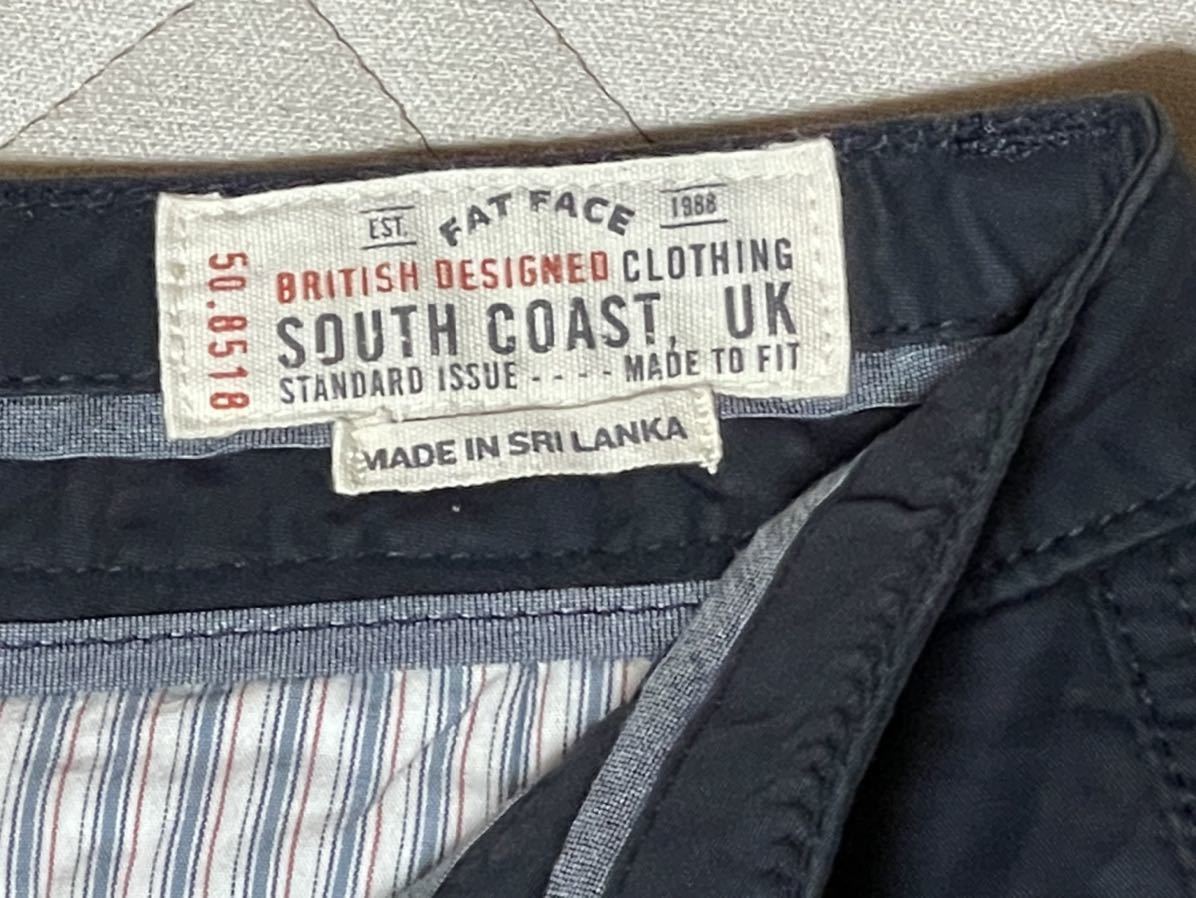 EST. FAT FACE 1988
BRITISH DESIGNED CLOTHING
SOUTH COAST, UK
STANDARD ISSUE - - - - MADE TO FIT
50.8518
MADE IN SRI LANKA